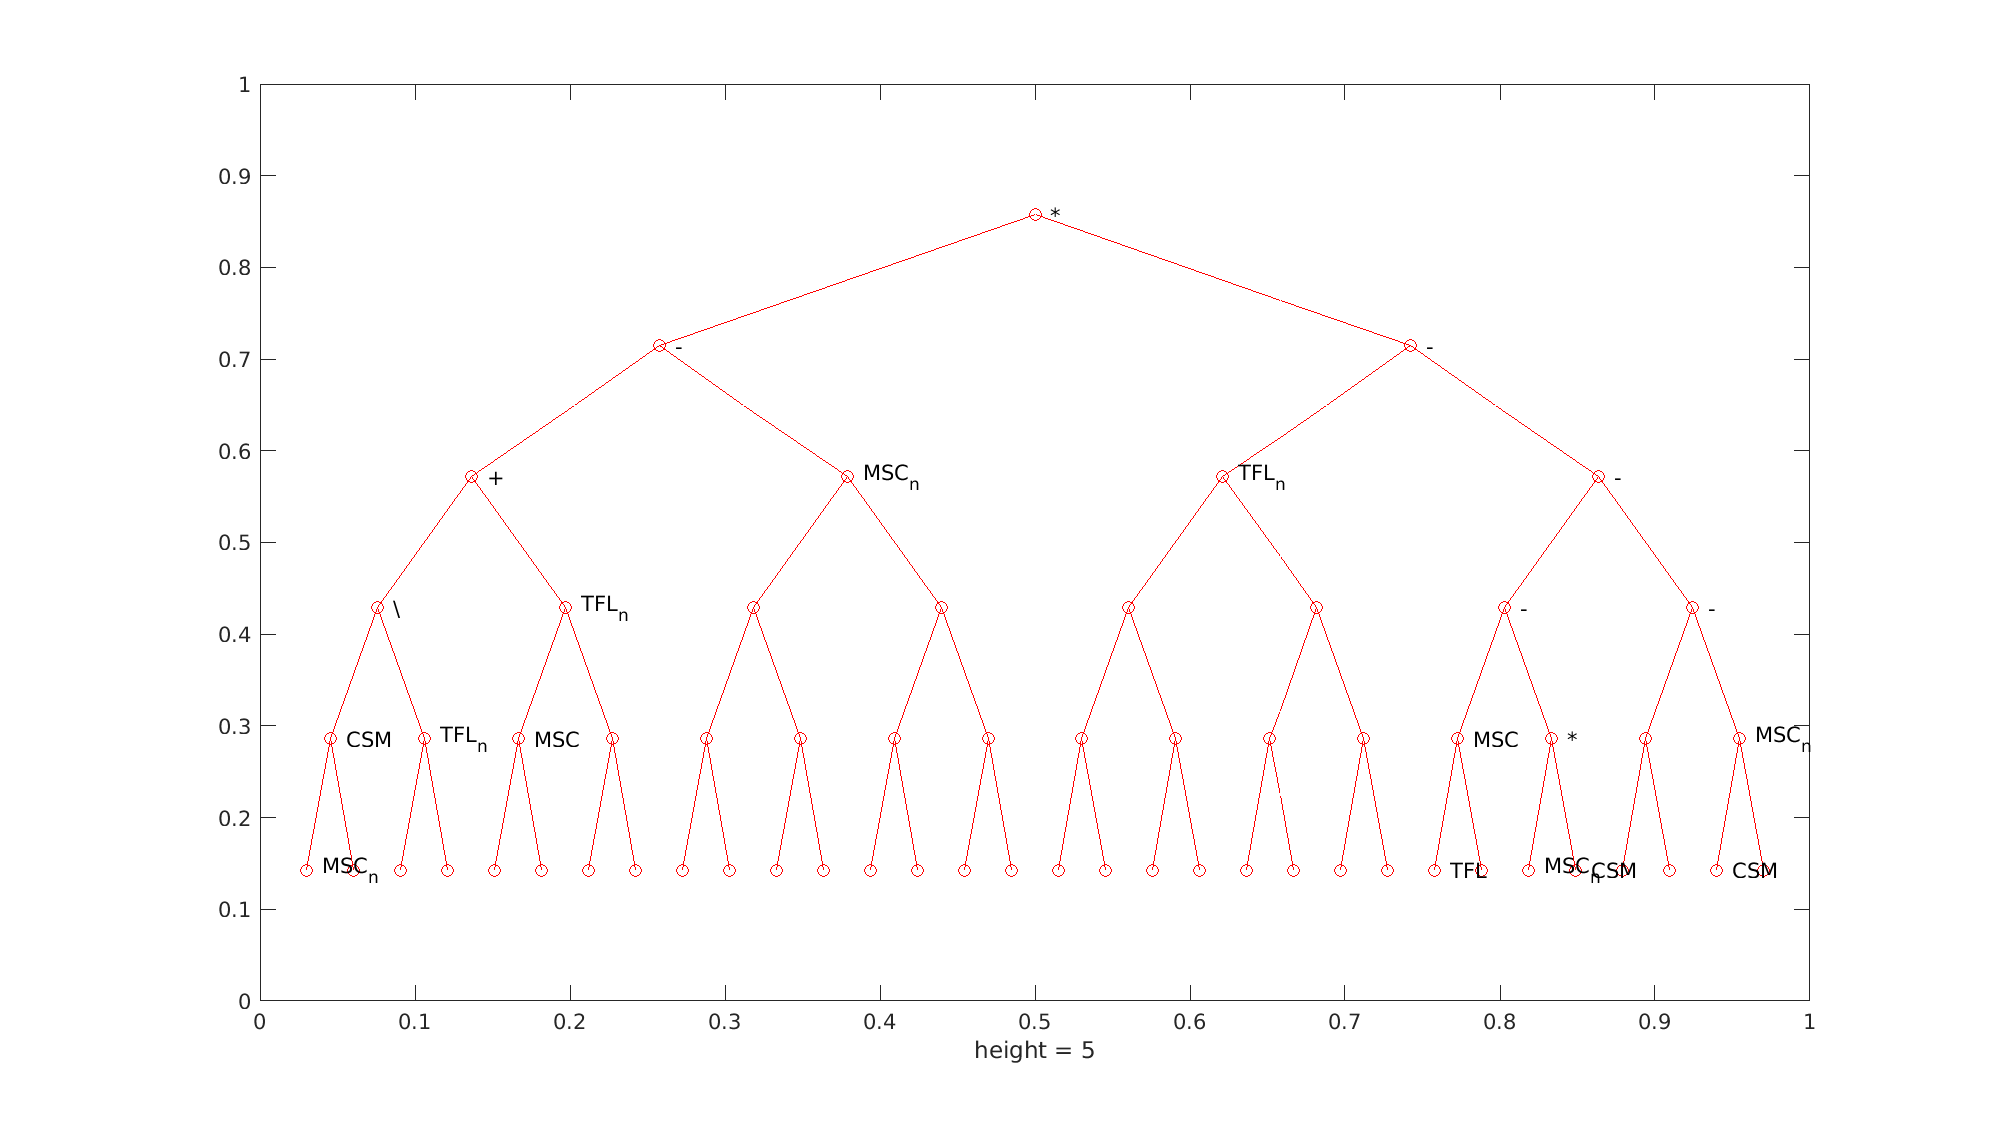 1
*
0.9
0.8
0.7
- -
0.6
+ MSC_n TFL_n -
0.5
\ TFL_n - -
0.4
0.3
CSM TFL_n MSC MSC * MSC_n
0.2
MSC_n TFL MSC_n CSM CSM
0.1
0
0 0.1 0.2 0.3 0.4 0.5 0.6 0.7 0.8 0.9 1
height = 5